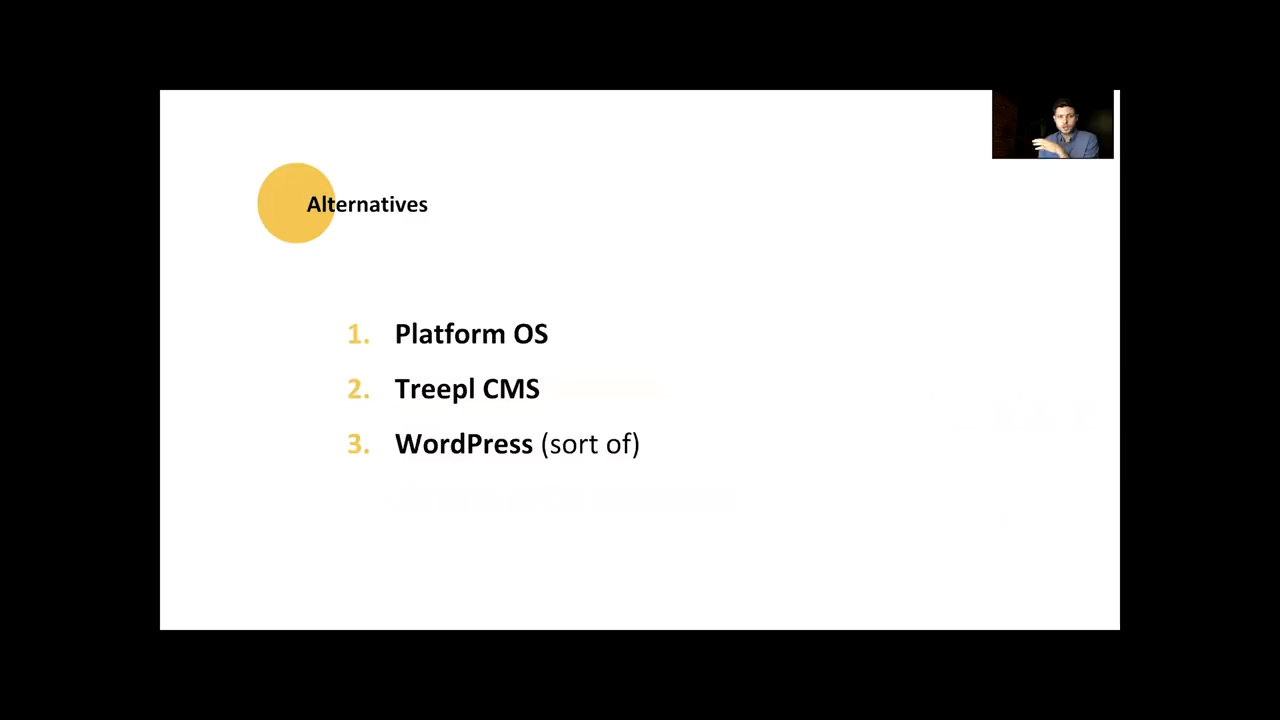 Alternatives
1. Platform OS
2. Treepl CMS
3. WordPress (sort of)